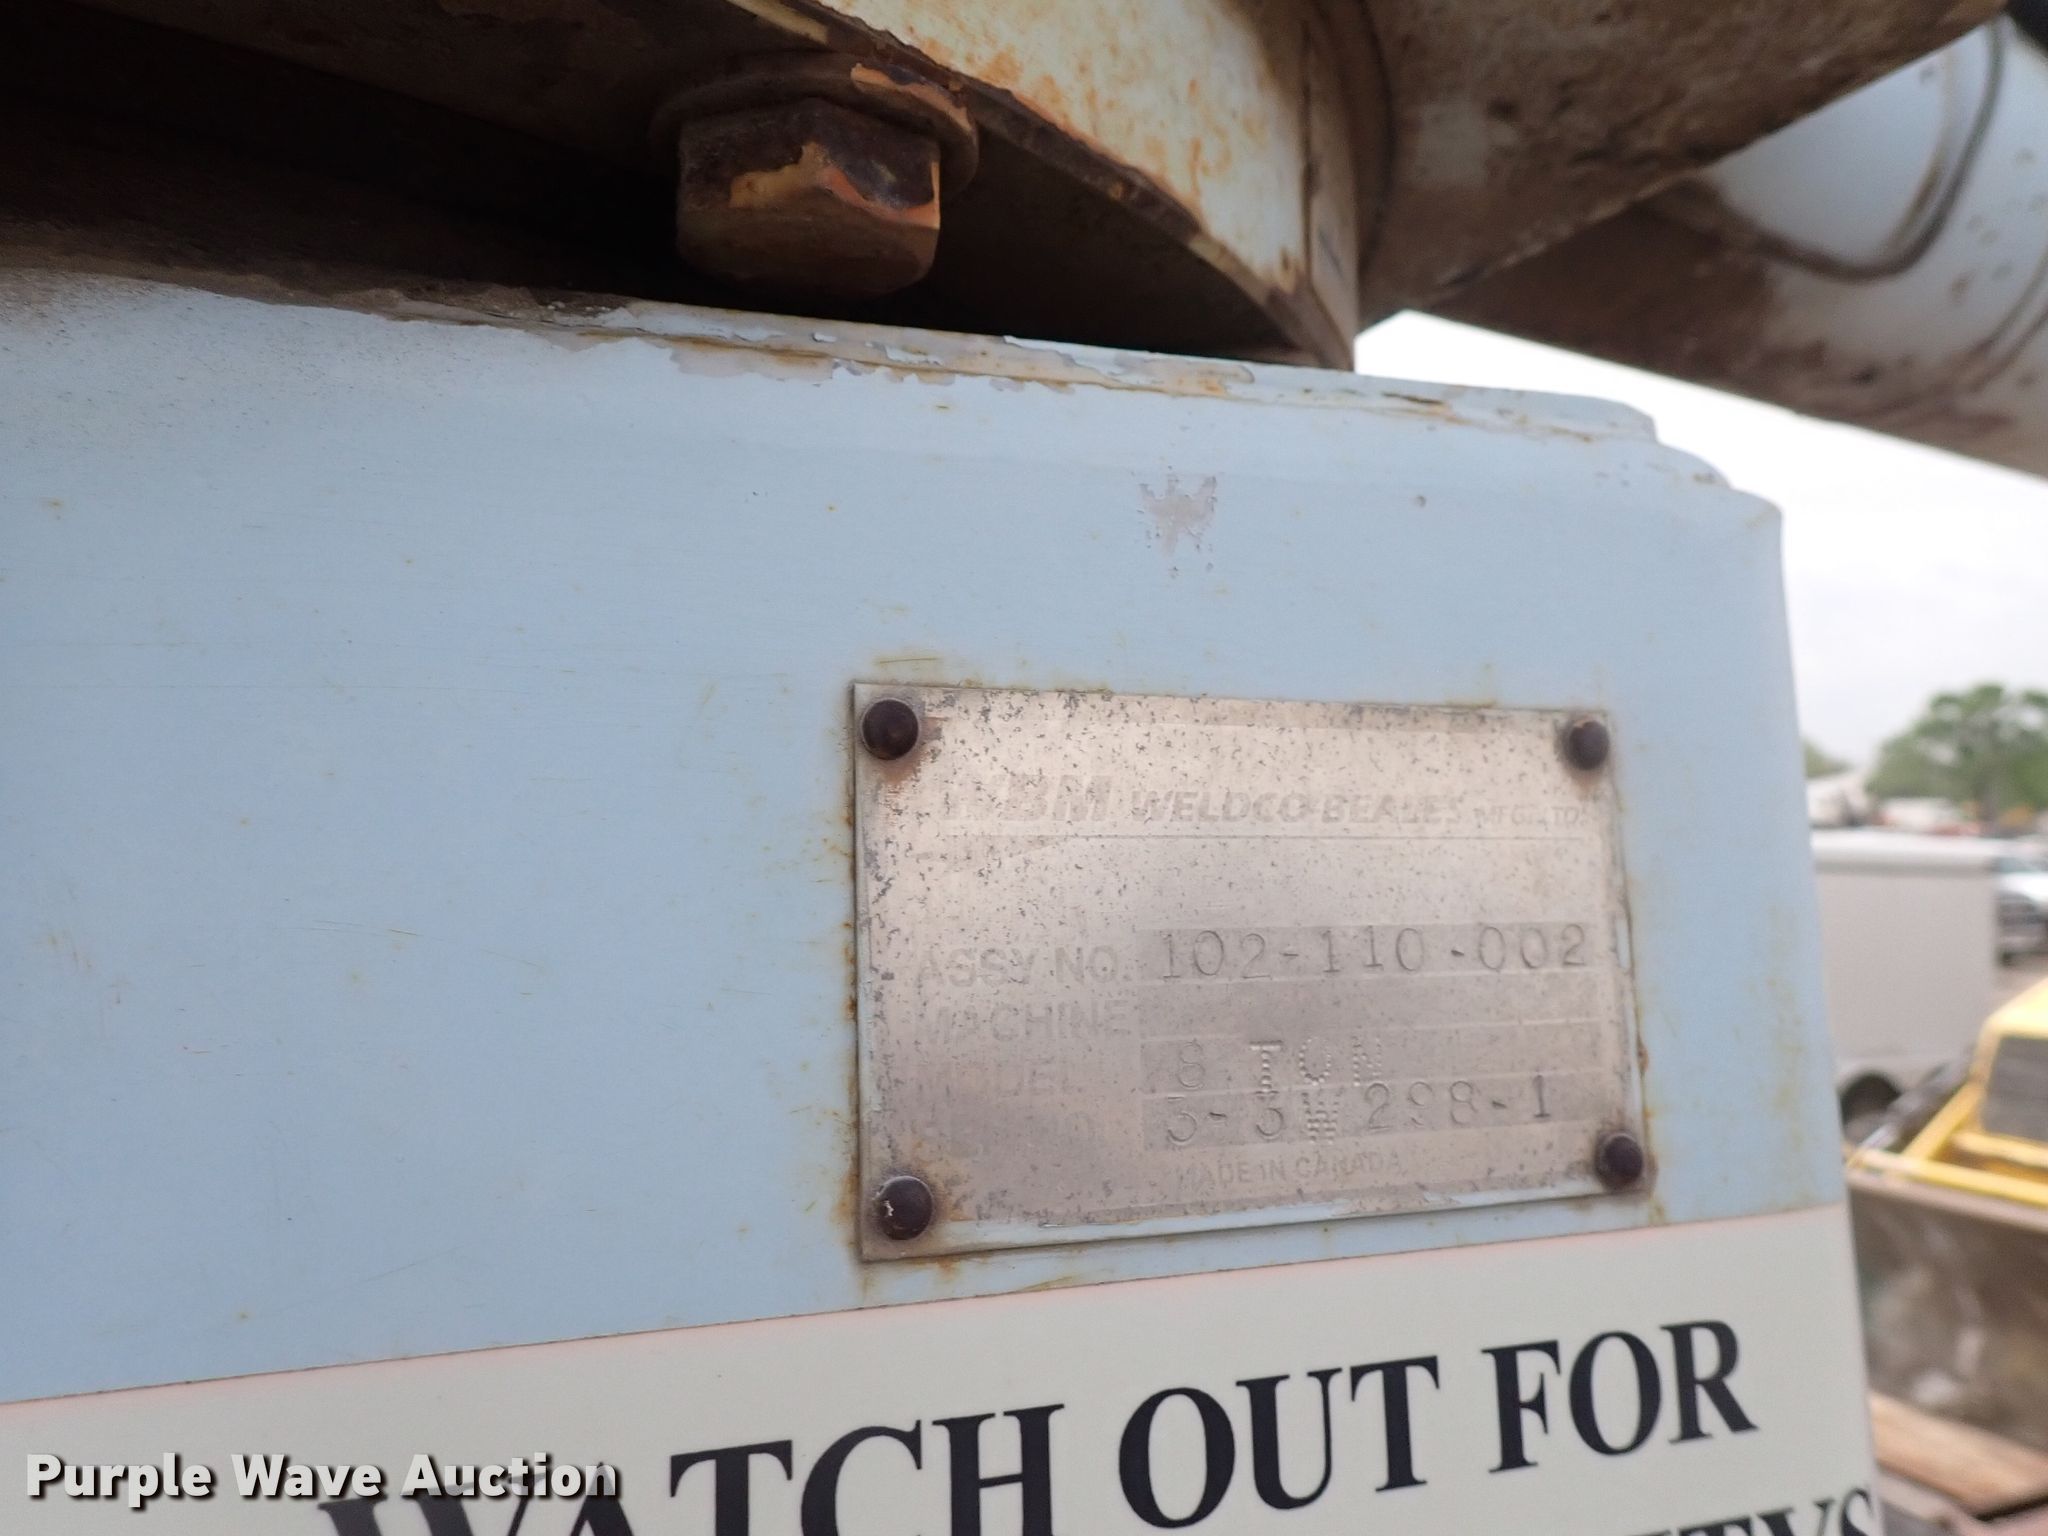 WBM WELDCO-BEALES MFG. LTD.
ASSY NO. 102-110-002
MACHINE
MODEL 8 TON
3-3W298-1
MADE IN CANADA
WATCH OUT FOR
Purple Wave Auction